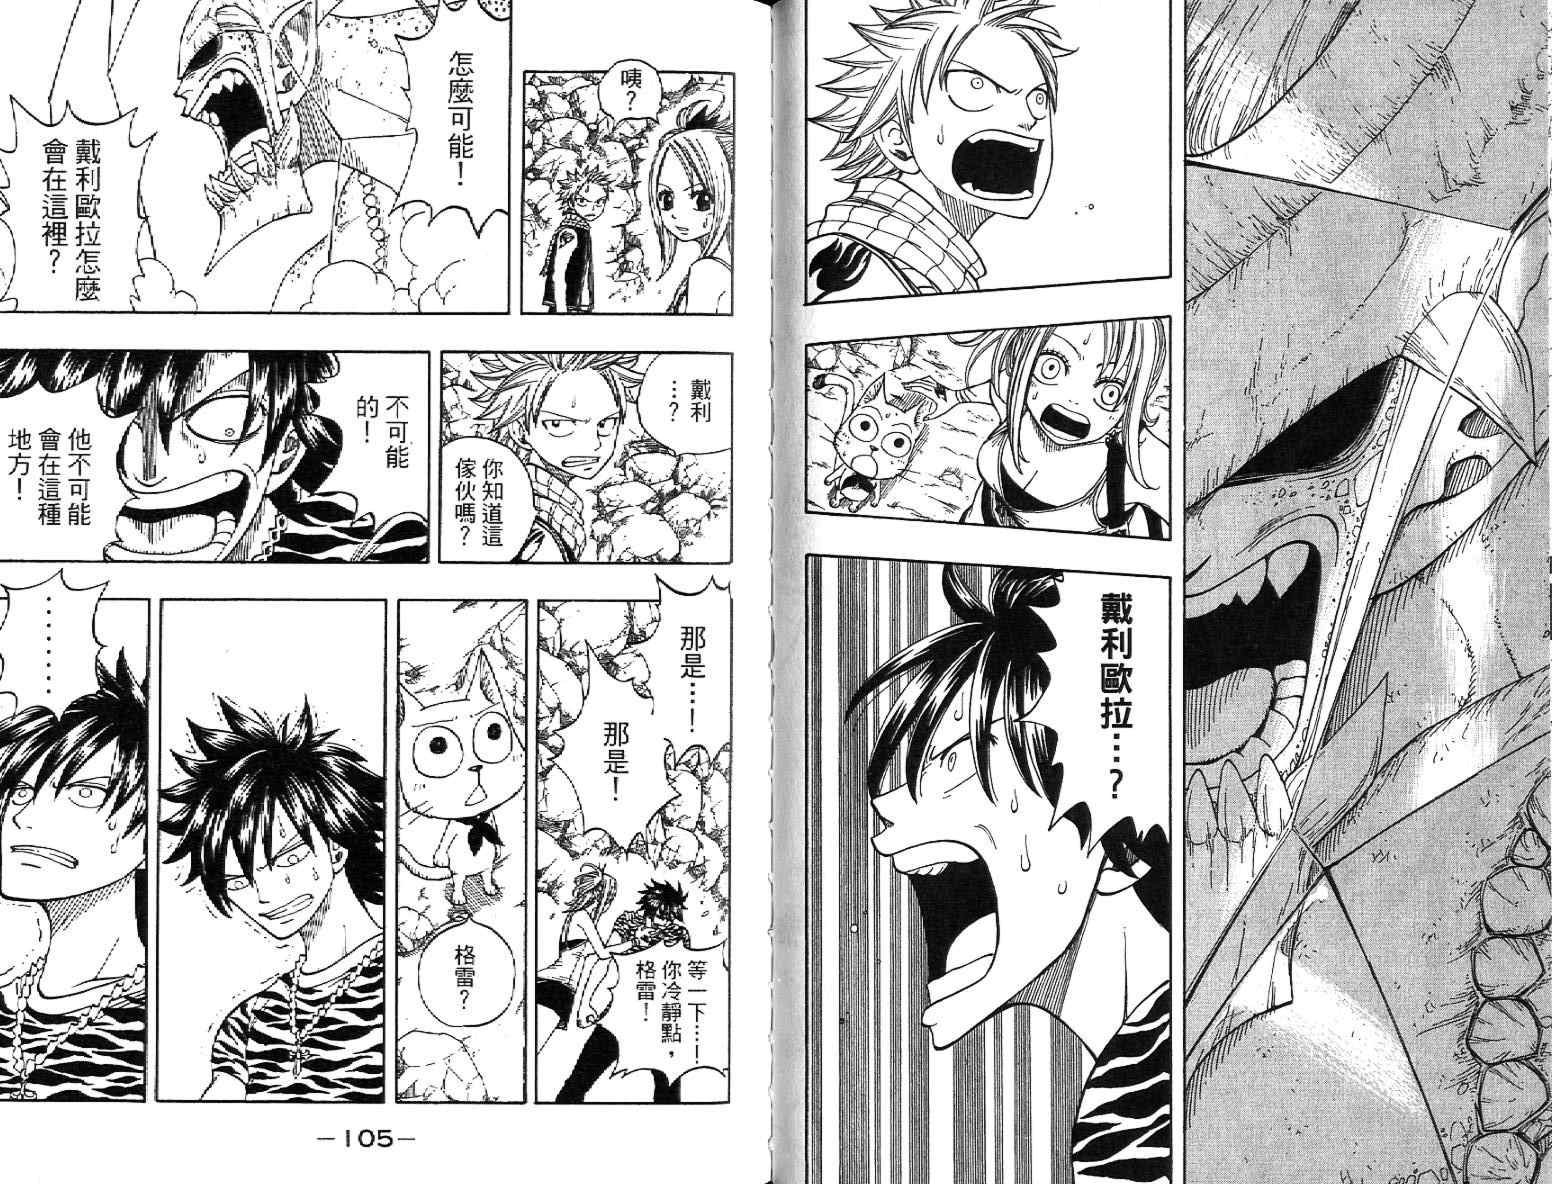 戴利歐拉…？
咦？
怎麼可能！
戴利歐拉怎麼
會在這裡？
戴利
…？
你知道這
傢伙嗎？
不可能
的！
他不可能
會在這種
地方！
那是…！
那是！
等一下…！
你冷靜點，
格雷！
格雷？
………
－105－